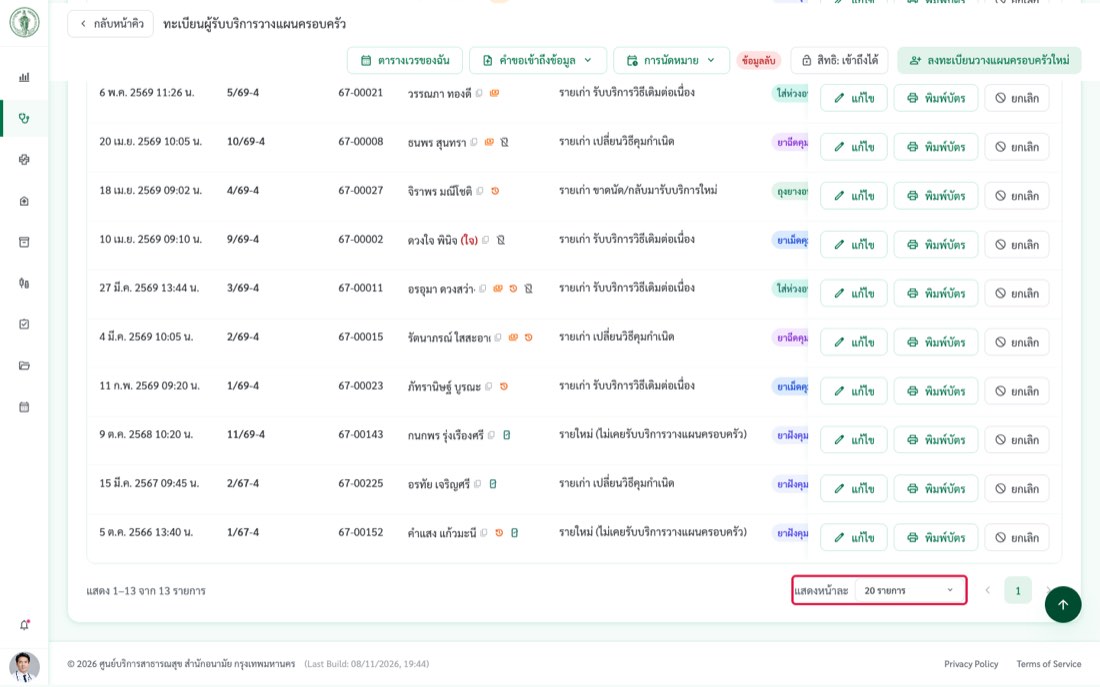 กลับหน้าคิว ทะเบียนผู้รับบริการวางแผนครอบครัว
ตารางเวรของฉัน คำขอเข้าถึงข้อมูล การนัดหมาย ข้อมูลลับ สิทธิ: เข้าถึงได้ ลงทะเบียนวางแผนครอบครัวใหม่
6 พ.ค. 2569 11:26 น. 5/69-4 67-00021 วรรณภา ทองดี รายเก่า รับบริการวิธีเดิมต่อเนื่อง แก้ไข พิมพ์บัตร ยกเลิก
20 เม.ย. 2569 10:05 น. 10/69-4 67-00008 ธนพร สุนทรา รายเก่า เปลี่ยนวิธีคุมกำเนิด ยาฉีดคุม แก้ไข พิมพ์บัตร ยกเลิก
18 เม.ย. 2569 09:02 น. 4/69-4 67-00027 จิราพร มณีโชติ รายเก่า ขาดนัด/กลับมารับบริการใหม่ แก้ไข พิมพ์บัตร ยกเลิก
10 เม.ย. 2569 09:10 น. 9/69-4 67-00002 ดวงใจ พินิจ (ใจ) รายเก่า รับบริการวิธีเดิมต่อเนื่อง ยาเม็ดคุ แก้ไข พิมพ์บัตร ยกเลิก
27 มี.ค. 2569 13:44 น. 3/69-4 67-00011 อรอุมา ดวงสว่า รายเก่า รับบริการวิธีเดิมต่อเนื่อง แก้ไข พิมพ์บัตร ยกเลิก
4 มี.ค. 2569 10:05 น. 2/69-4 67-00015 รัตนาภรณ์ ใสสะอา รายเก่า เปลี่ยนวิธีคุมกำเนิด ยาฉีดคุม แก้ไข พิมพ์บัตร ยกเลิก
11 ก.พ. 2569 09:20 น. 1/69-4 67-00023 ภัทรานิษฐ์ บูรณะ รายเก่า รับบริการวิธีเดิมต่อเนื่อง ยาเม็ดคุ แก้ไข พิมพ์บัตร ยกเลิก
9 ต.ค. 2568 10:20 น. 11/69-4 67-00143 กนกพร รุ่งเรืองศรี รายใหม่ (ไม่เคยรับบริการวางแผนครอบครัว) ยาฝังคุม แก้ไข พิมพ์บัตร ยกเลิก
15 มี.ค. 2567 09:45 น. 2/67-4 67-00225 อรทัย เจริญศรี รายเก่า เปลี่ยนวิธีคุมกำเนิด ยาฝังคุม แก้ไข พิมพ์บัตร ยกเลิก
5 ต.ค. 2566 13:40 น. 1/67-4 67-00152 คำแสง แก้วมะนี รายใหม่ (ไม่เคยรับบริการวางแผนครอบครัว) ยาฝังคุม แก้ไข พิมพ์บัตร ยกเลิก
แสดง 1–13 จาก 13 รายการ แสดงหน้าละ 20 รายการ 1
© 2026 ศูนย์บริการสาธารณสุข สำนักอนามัย กรุงเทพมหานคร (Last Build: 08/11/2026, 19:44) Privacy Policy Terms of Service